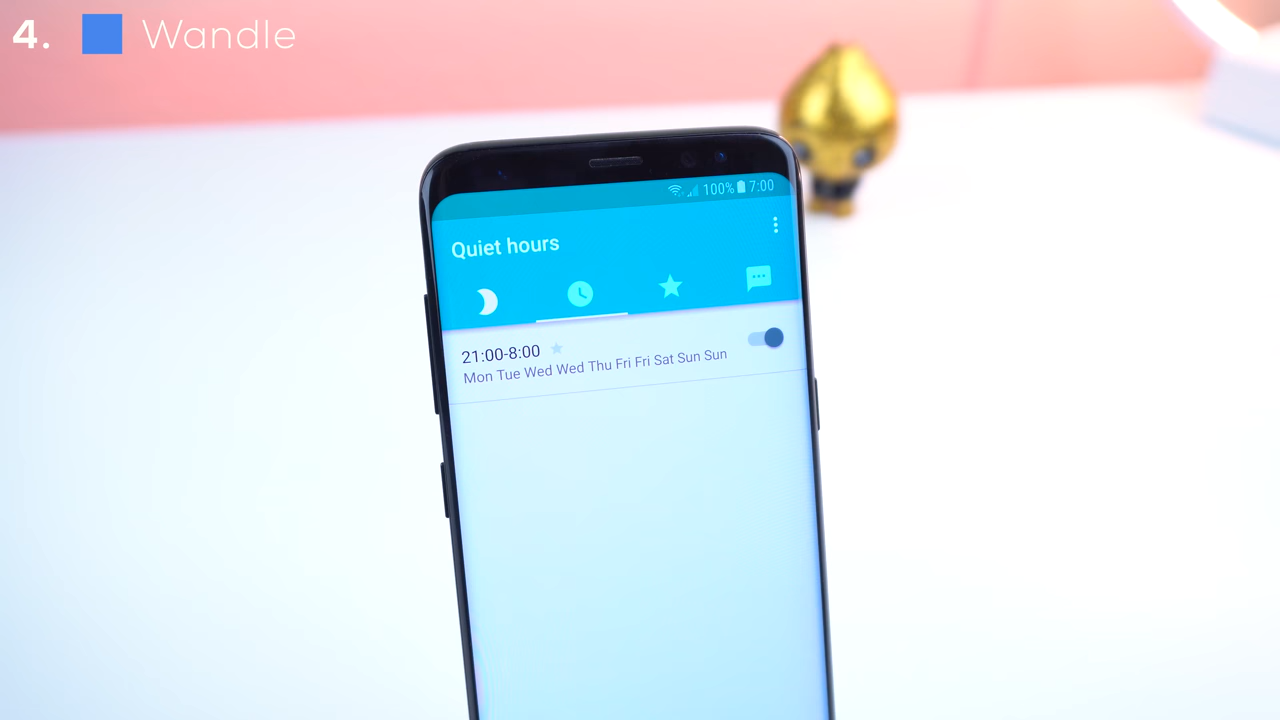 4. Wandle
100% 7:00
Quiet hours
21:00-8:00
Mon Tue Wed Wed Thu Fri Fri Sat Sun Sun